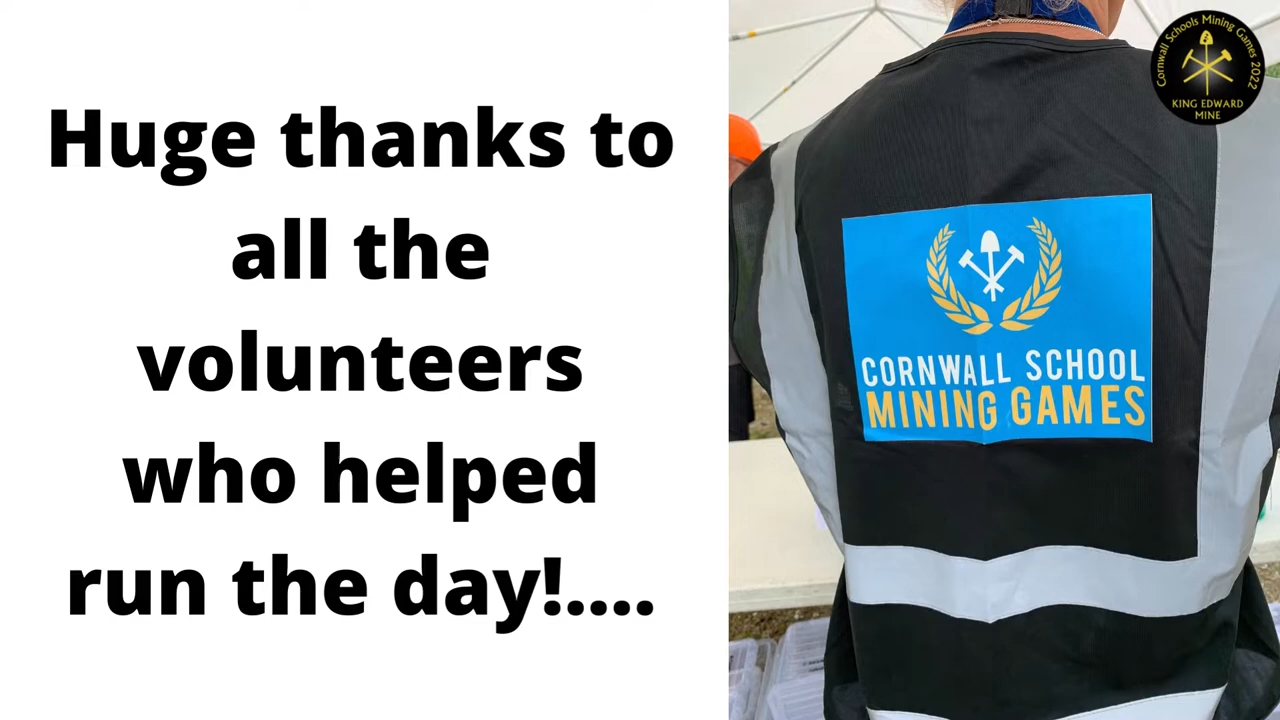 Huge thanks to
all the
volunteers
who helped
run the day!....
Cornwall Schools Mining Games 2022
KING EDWARD
MINE
CORNWALL SCHOOL
MINING GAMES